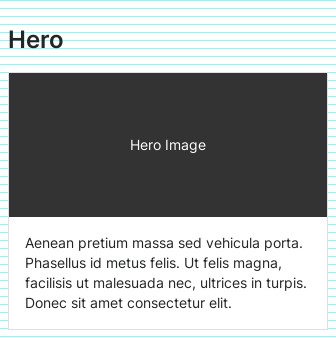 Hero
Hero Image
Aenean pretium massa sed vehicula porta.
Phasellus id metus felis. Ut felis magna,
facilisis ut malesuada nec, ultrices in turpis.
Donec sit amet consectetur elit.